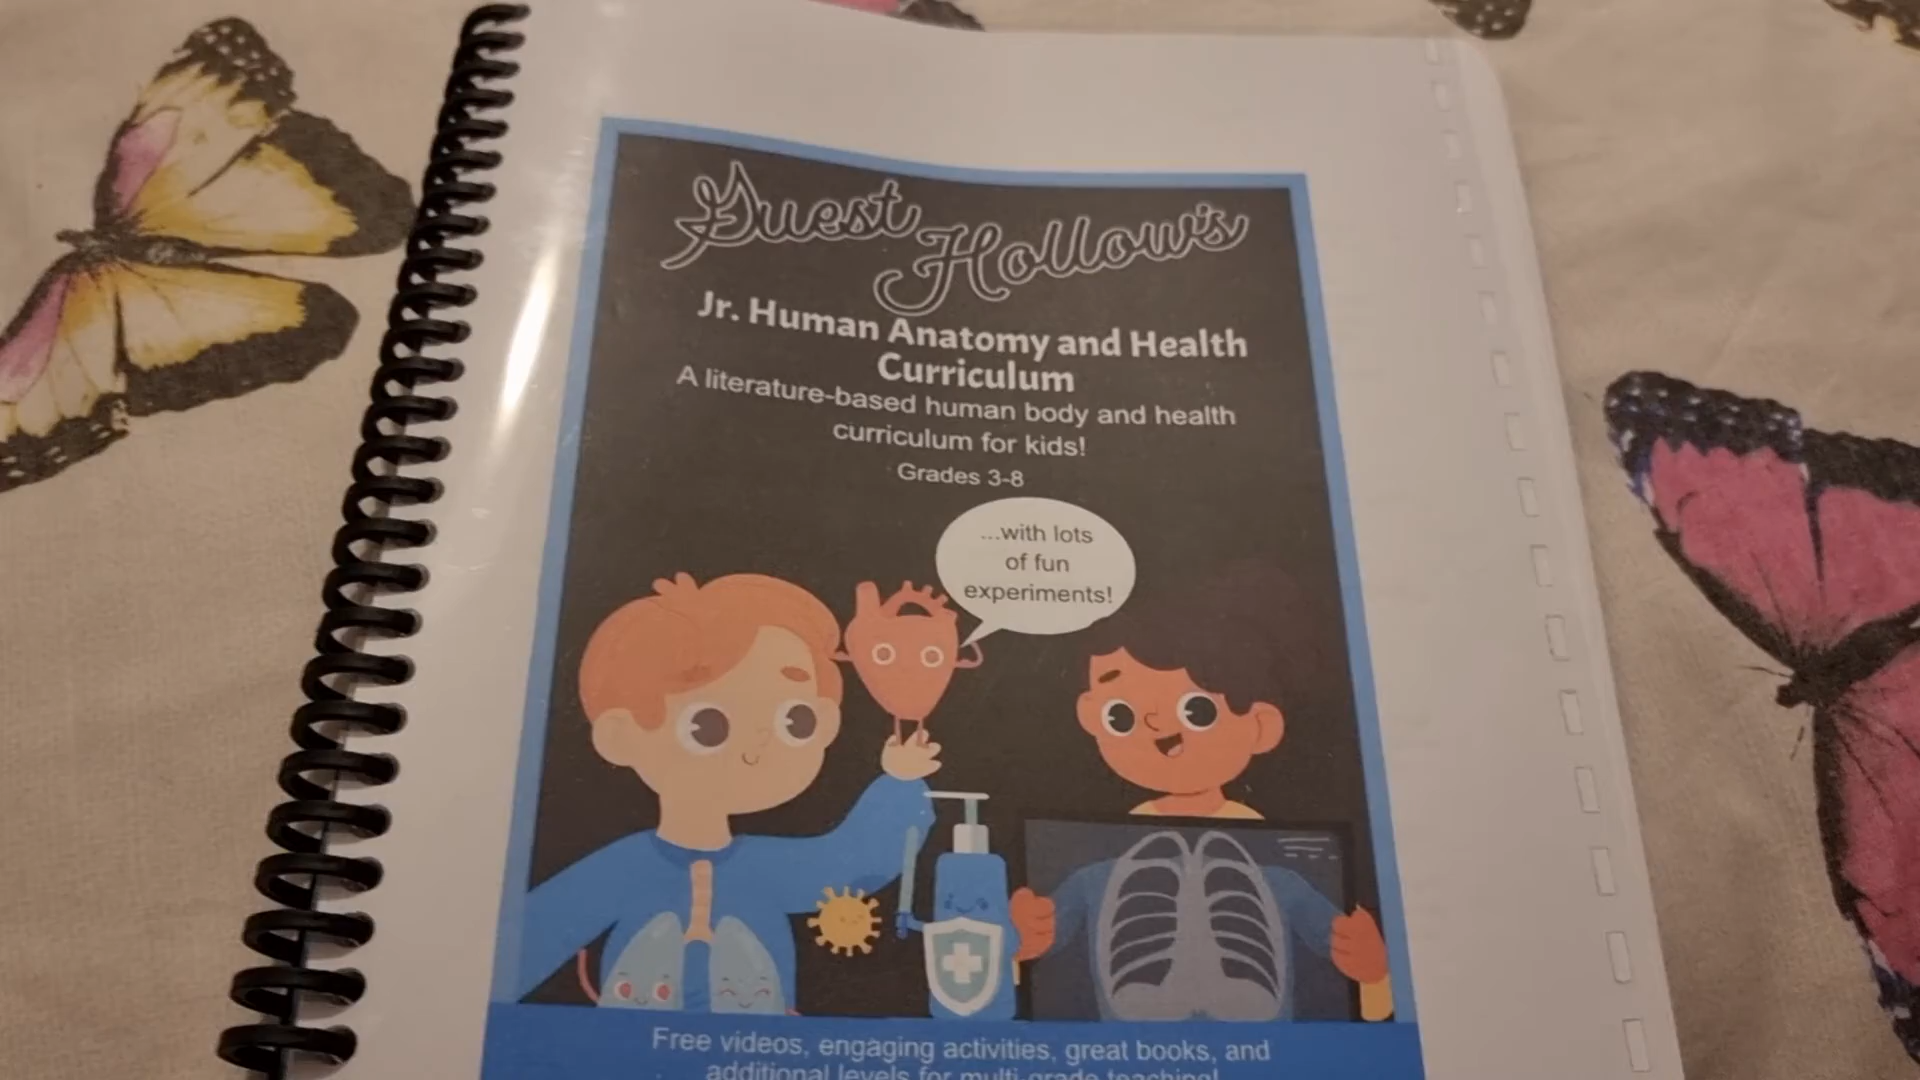 Guest Hollow's
Jr. Human Anatomy and Health
Curriculum
A literature-based human body and health
curriculum for kids!
Grades 3-8
...with lots
of fun
experiments!
Free videos, engaging activities, great books, and
additional levels for multi-grade teaching!